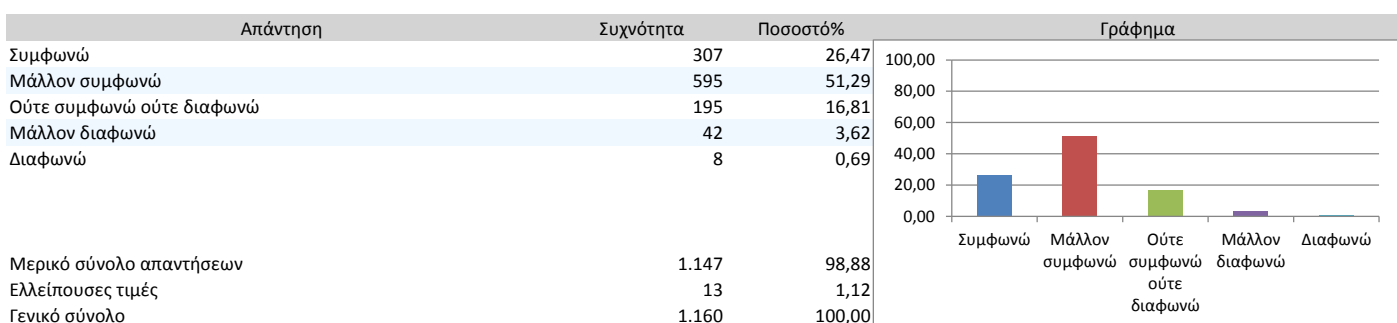 Απάντηση Συχνότητα Ποσοστό% Γράφημα
Συμφωνώ 307 26,47
Μάλλον συμφωνώ 595 51,29
Ούτε συμφωνώ ούτε διαφωνώ 195 16,81
Μάλλον διαφωνώ 42 3,62
Διαφωνώ 8 0,69
Μερικό σύνολο απαντήσεων 1.147 98,88
Ελλείπουσες τιμές 13 1,12
Γενικό σύνολο 1.160 100,00
100,00
80,00
60,00
40,00
20,00
0,00
Συμφωνώ Μάλλον Ούτε Μάλλον Διαφωνώ
συμφωνώ συμφωνώ διαφωνώ
ούτε
διαφωνώ